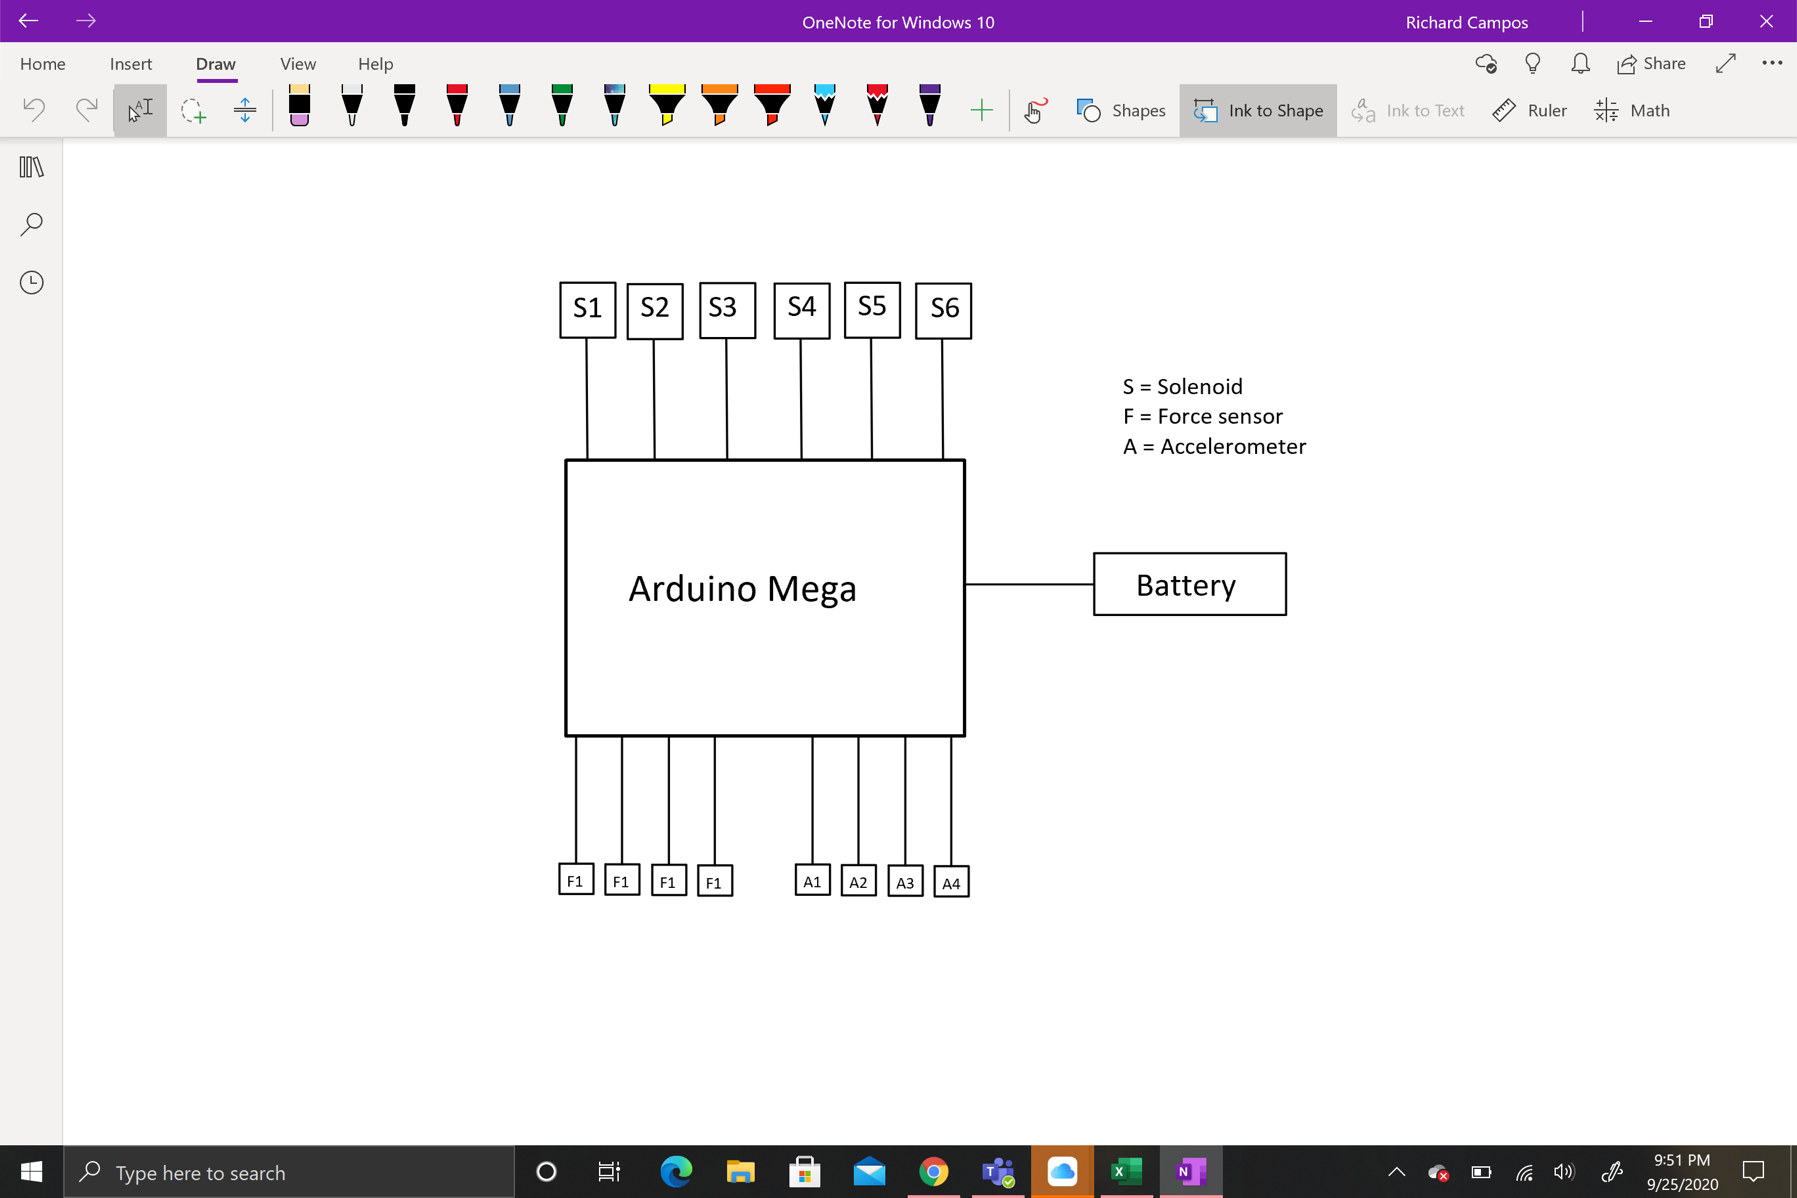 OneNote for Windows 10
Richard Campos
Home Insert Draw View Help
Share
Shapes Ink to Shape Ink to Text Ruler Math
S1 S2 S3 S4 S5 S6
S = Solenoid
F = Force sensor
A = Accelerometer
Arduino Mega
Battery
F1 F1 F1 F1 A1 A2 A3 A4
Type here to search
9:51 PM
9/25/2020